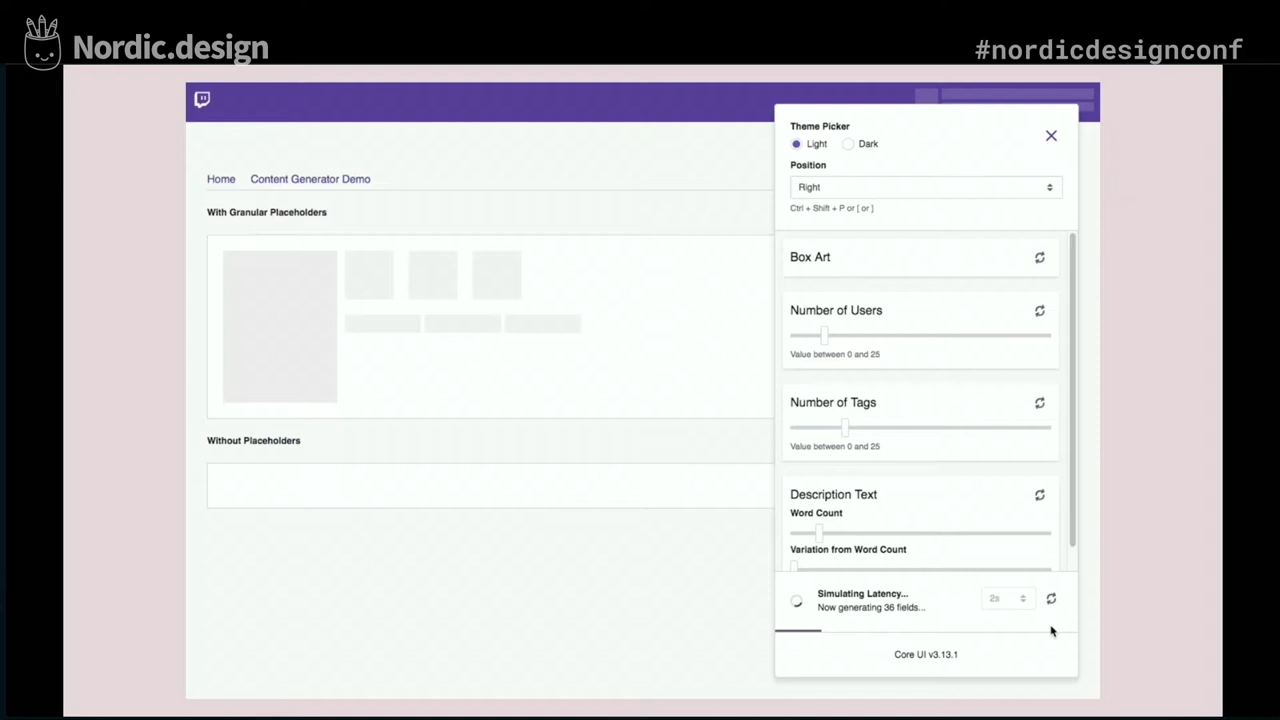 Nordic.design
#nordicdesignconf
Theme Picker
Light Dark
Position
Right
Ctrl + Shift + P or [ or ]
Home Content Generator Demo
With Granular Placeholders
Box Art
Number of Users
Value between 0 and 25
Number of Tags
Value between 0 and 25
Without Placeholders
Description Text
Word Count
Variation from Word Count
Simulating Latency...
2s
Now generating 36 fields...
Core UI v3.13.1